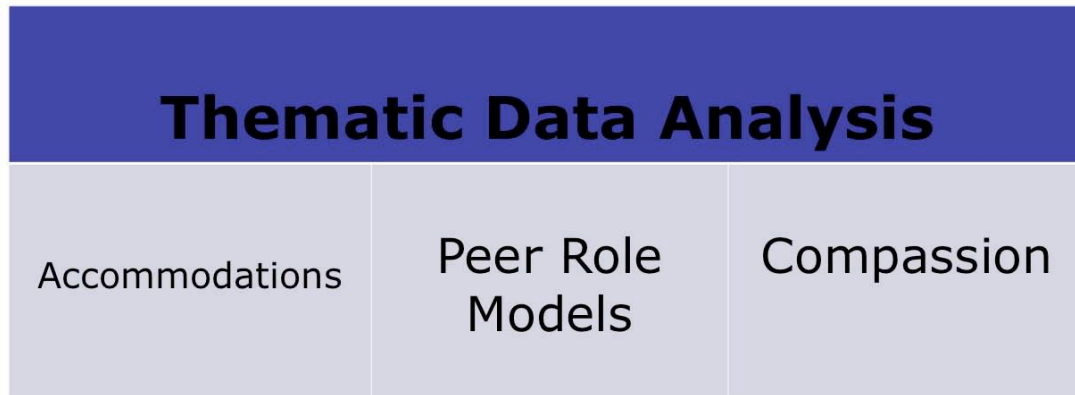 Thematic Data Analysis
Accommodations
Peer Role
Models
Compassion